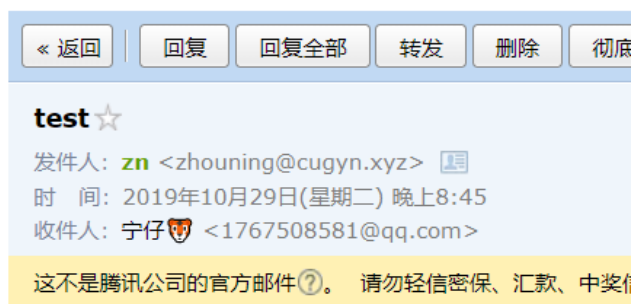 « 返回 回复 回复全部 转发 删除 彻底
test
发件人：zn <zhouning@cugyn.xyz>
时 间：2019年10月29日(星期二) 晚上8:45
收件人：宁仔🐯 <1767508581@qq.com>
这不是腾讯公司的官方邮件?。 请勿轻信密保、汇款、中奖信